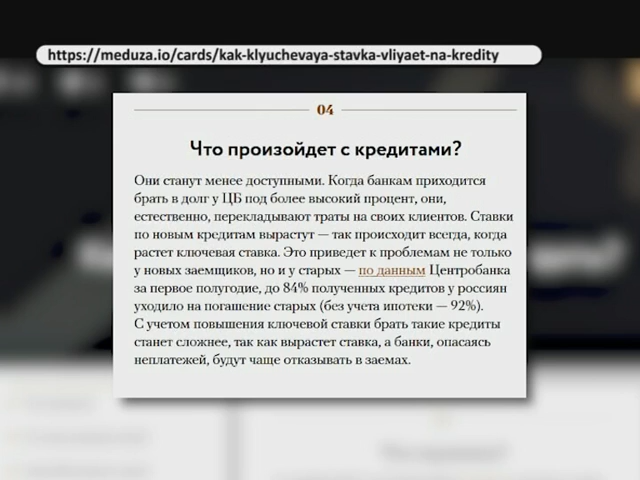 https://meduza.io/cards/kak-klyuchevaya-stavka-vliyaet-na-kredity
04
Что произойдет с кредитами?
Они станут менее доступными. Когда банкам приходится
брать в долг у ЦБ под более высокий процент, они,
естественно, перекладывают траты на своих клиентов. Ставки
по новым кредитам вырастут — так происходит всегда, когда
растет ключевая ставка. Это приведет к проблемам не только
у новых заемщиков, но и у старых — по данным Центробанка
за первое полугодие, до 84% полученных кредитов у россиян
уходило на погашение старых (без учета ипотеки — 92%).
С учетом повышения ключевой ставки брать такие кредиты
станет сложнее, так как вырастет ставка, а банки, опасаясь
неплатежей, будут чаще отказывать в заемах.